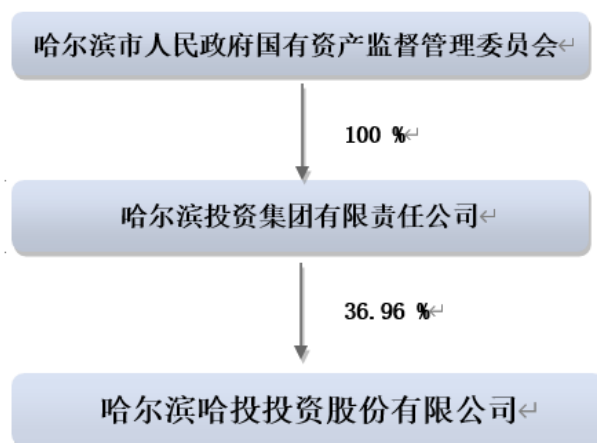 哈尔滨市人民政府国有资产监督管理委员会
100 %
哈尔滨投资集团有限责任公司
36.96 %
哈尔滨哈投投资股份有限公司